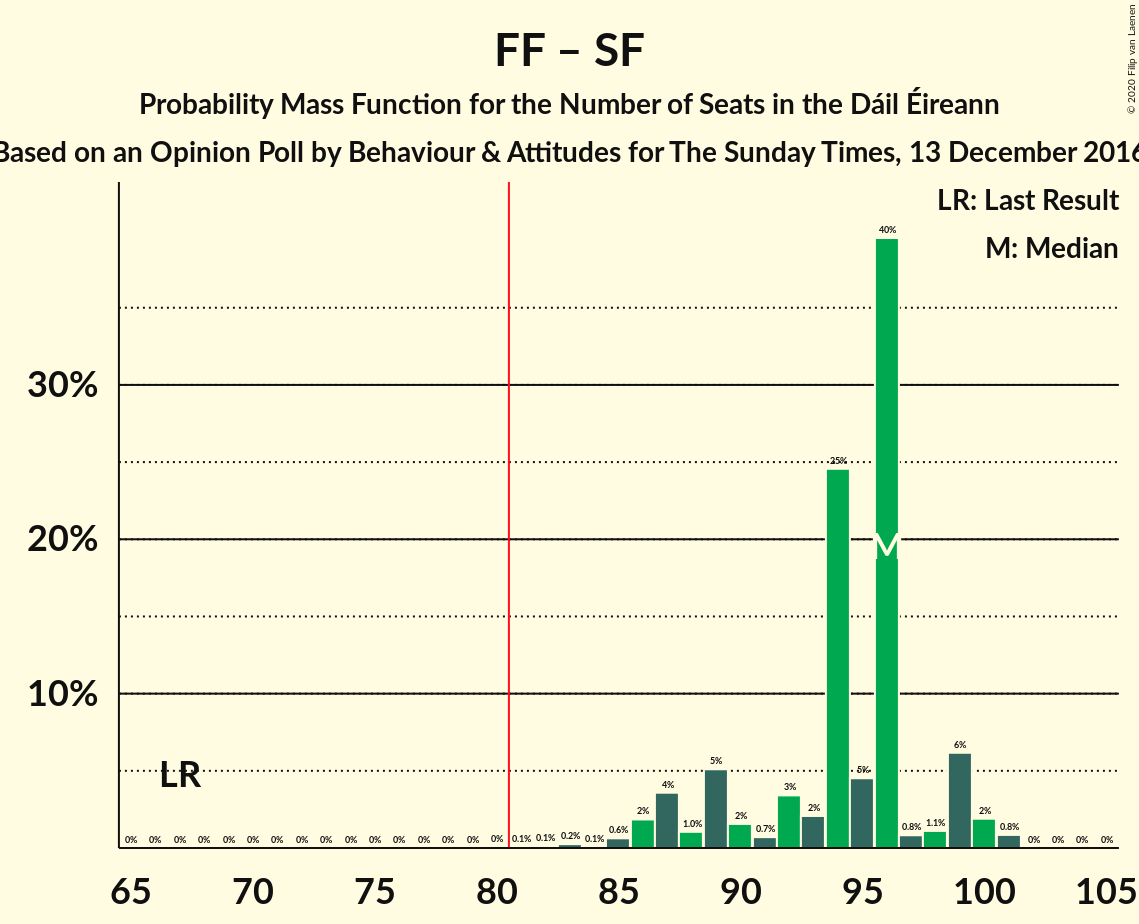 FF – SF
Probability Mass Function for the Number of Seats in the Dáil Éireann
Based on an Opinion Poll by Behaviour & Attitudes for The Sunday Times, 13 December 2016
© 2020 Filip van Laenen
LR: Last Result
M: Median
40%
30%
25%
20%
M
10%
LR
6%
5%
5%
4%
3%
2%
2%
2%
2%
0% 0% 0% 0% 0% 0% 0% 0% 0% 0% 0% 0% 0% 0% 0% 0% 0.1% 0.1% 0.2% 0.1% 0.6% 1.0% 0.7% 0.8% 1.1% 0.8% 0% 0% 0% 0%
65 70 75 80 85 90 95 100 105